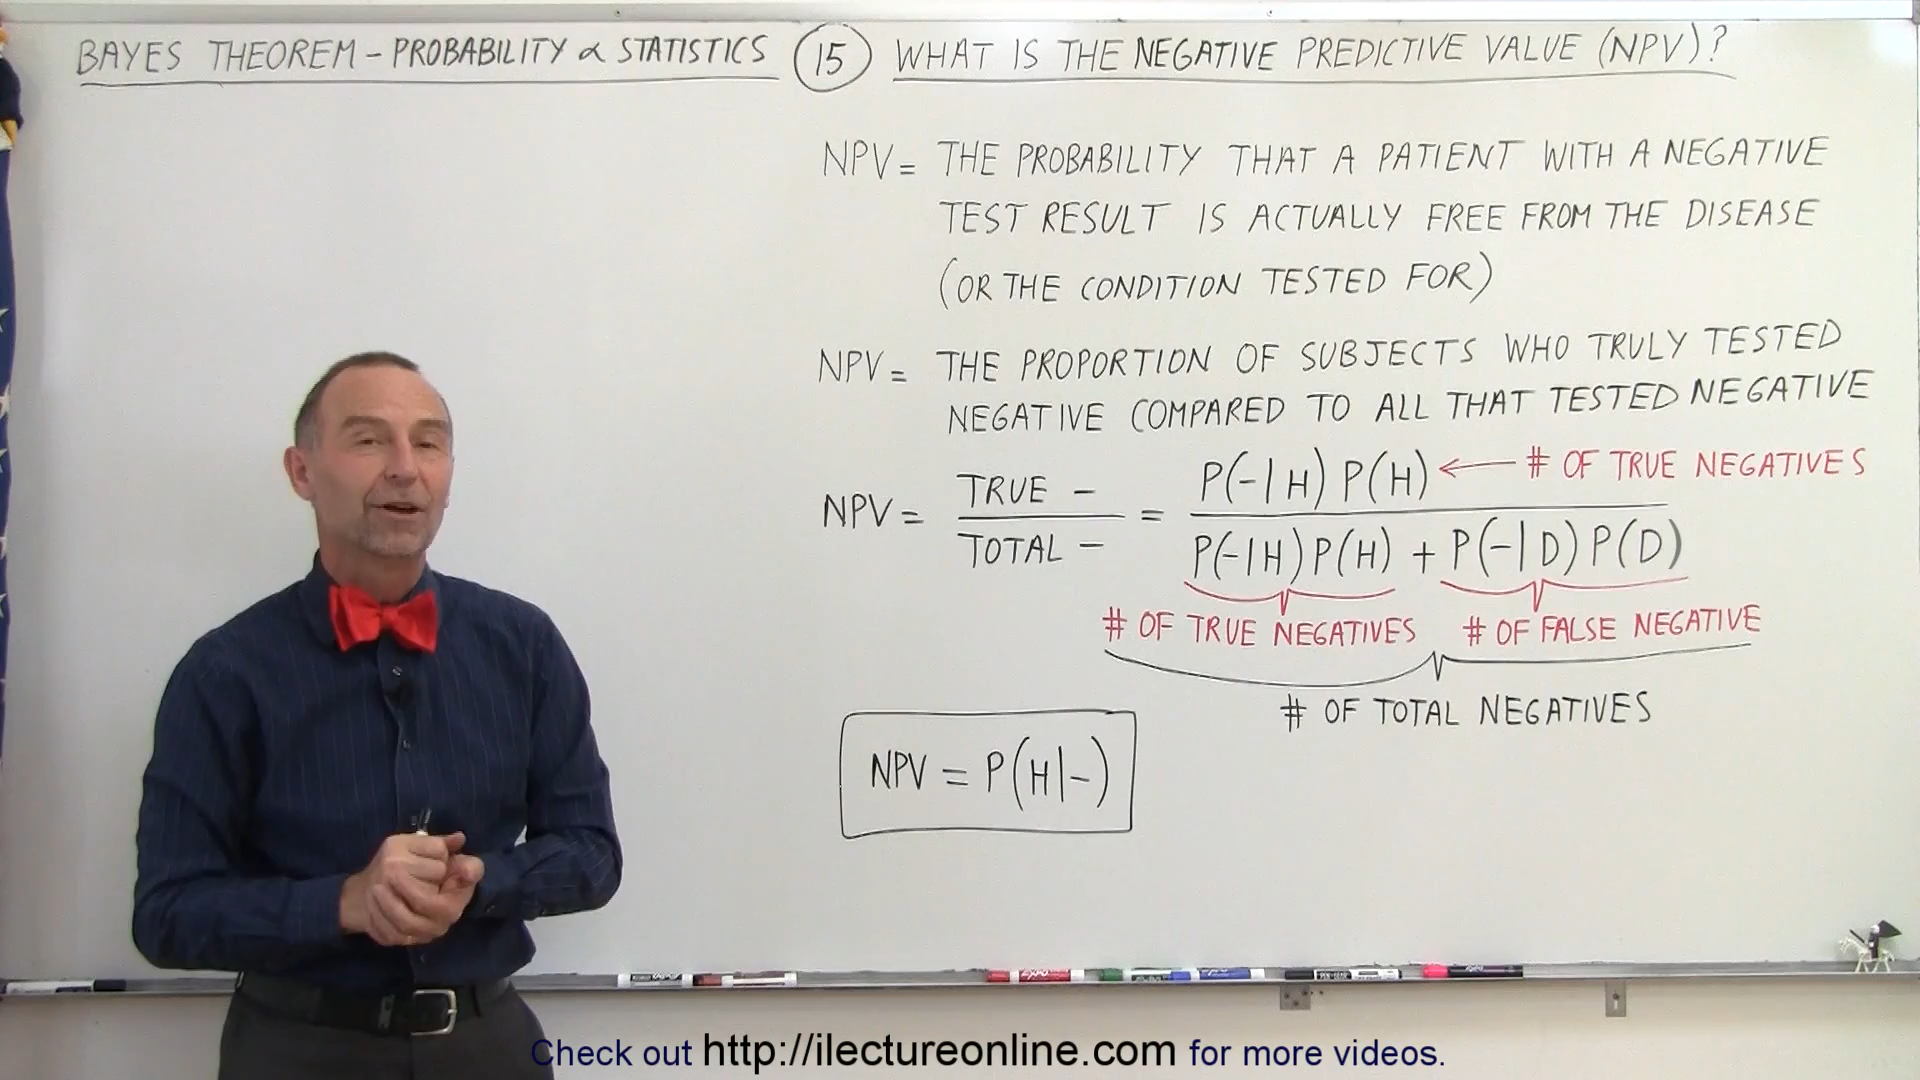 BAYES THEOREM - PROBABILITY & STATISTICS (15) WHAT IS THE NEGATIVE PREDICTIVE VALUE (NPV)?
NPV = THE PROBABILITY THAT A PATIENT WITH A NEGATIVE
TEST RESULT IS ACTUALLY FREE FROM THE DISEASE
(OR THE CONDITION TESTED FOR)
NPV = THE PROPORTION OF SUBJECTS WHO TRULY TESTED
NEGATIVE COMPARED TO ALL THAT TESTED NEGATIVE
P(-|H) P(H) ← # OF TRUE NEGATIVES
NPV = TRUE - / TOTAL - =
P(-|H) P(H) + P(-|D) P(D)
# OF TRUE NEGATIVES # OF FALSE NEGATIVE
# OF TOTAL NEGATIVES
NPV = P(H|-)
Check out http://ilectureonline.com for more videos.